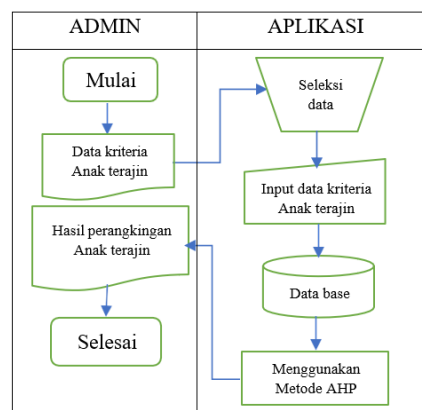 ADMIN
APLIKASI
Mulai
Seleksi
data
Data kriteria
Anak terajin
Input data kriteria
Anak terajin
Hasil perangkingan
Anak terajin
Data base
Selesai
Menggunakan
Metode AHP